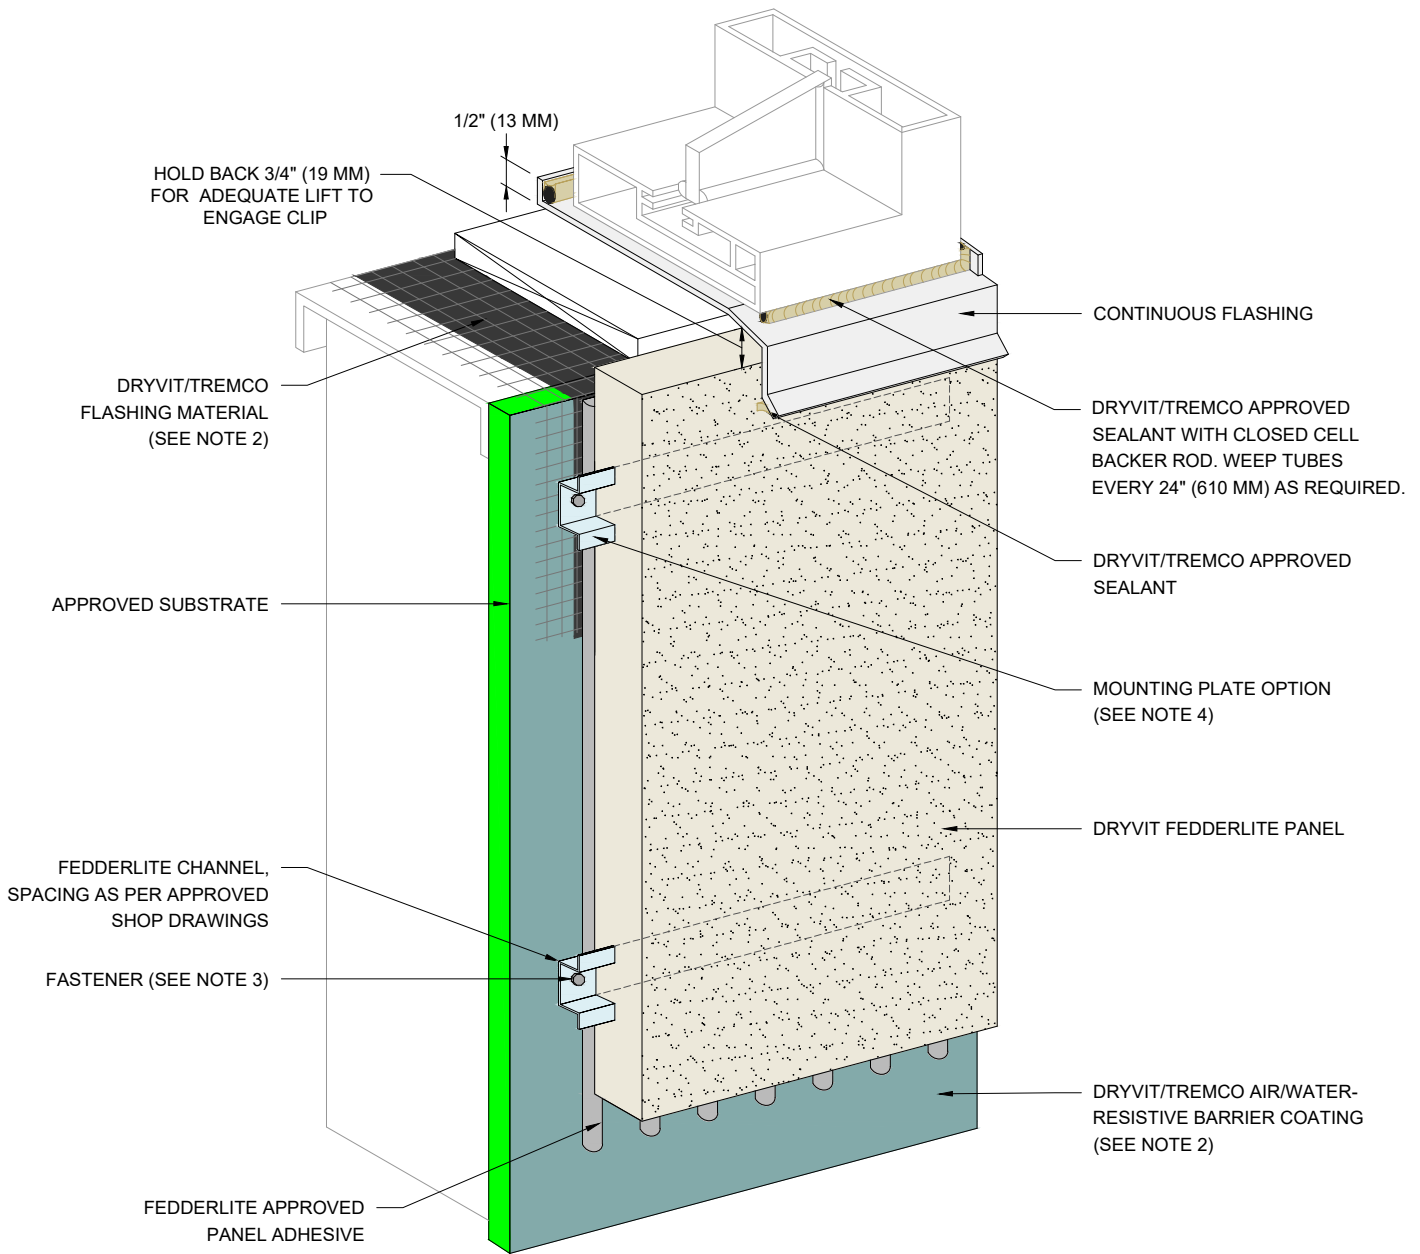 1/2" (13 MM)
HOLD BACK 3/4" (19 MM)
FOR ADEQUATE LIFT TO
ENGAGE CLIP
DRYVIT/TREMCO
FLASHING MATERIAL
(SEE NOTE 2)
APPROVED SUBSTRATE
FEDDERLITE CHANNEL,
SPACING AS PER APPROVED
SHOP DRAWINGS
FASTENER (SEE NOTE 3)
FEDDERLITE APPROVED
PANEL ADHESIVE
CONTINUOUS FLASHING
DRYVIT/TREMCO APPROVED
SEALANT WITH CLOSED CELL
BACKER ROD. WEEP TUBES
EVERY 24" (610 MM) AS REQUIRED.
DRYVIT/TREMCO APPROVED
SEALANT
MOUNTING PLATE OPTION
(SEE NOTE 4)
DRYVIT FEDDERLITE PANEL
DRYVIT/TREMCO AIR/WATER-
RESISTIVE BARRIER COATING
(SEE NOTE 2)